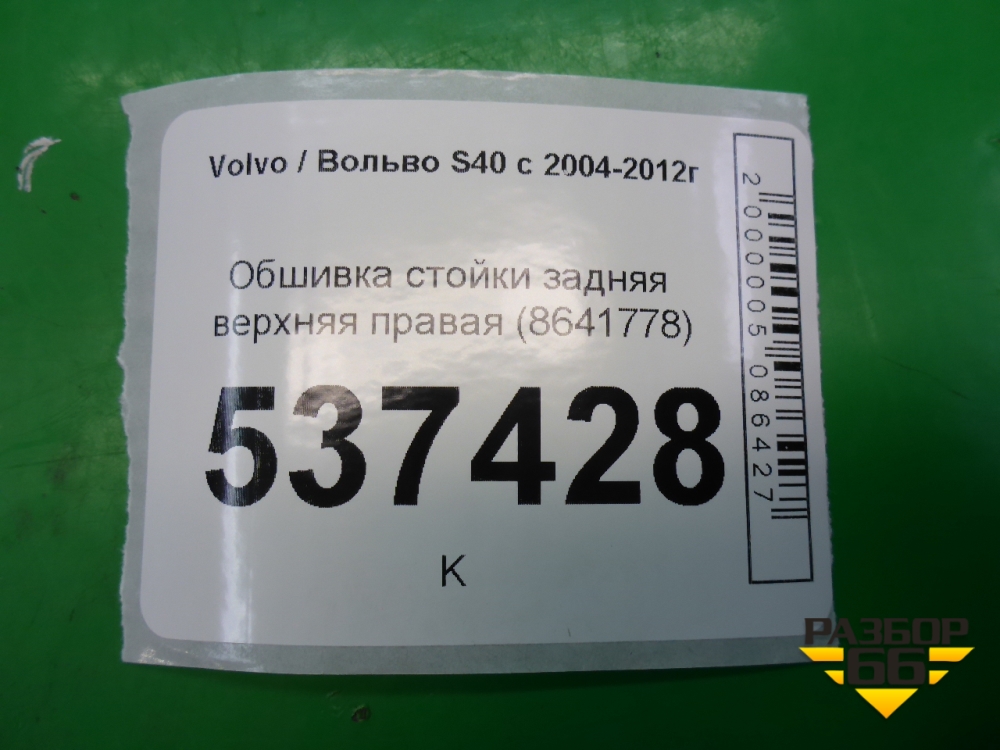 Volvo / Вольво S40 с 2004-2012г
Обшивка стойки задняя
верхняя правая (8641778)
537428
К
2000005086427
РАЗБОР
66